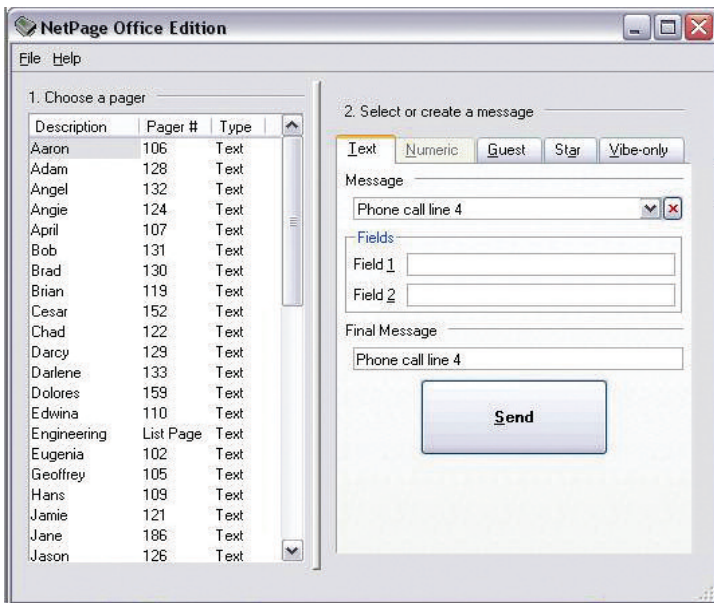 NetPage Office Edition
File Help
1. Choose a pager
Description Pager # Type
Aaron 106 Text
Adam 128 Text
Angel 132 Text
Angie 124 Text
April 107 Text
Bob 131 Text
Brad 130 Text
Brian 119 Text
Cesar 152 Text
Chad 122 Text
Darcy 129 Text
Darlene 133 Text
Dolores 159 Text
Edwina 110 Text
Engineering List Page Text
Eugenia 102 Text
Geoffrey 105 Text
Hans 109 Text
Jamie 121 Text
Jane 186 Text
Jason 126 Text
2. Select or create a message
Text Numeric Guest Star Vibe-only
Message
Phone call line 4
Fields
Field 1
Field 2
Final Message
Phone call line 4
Send